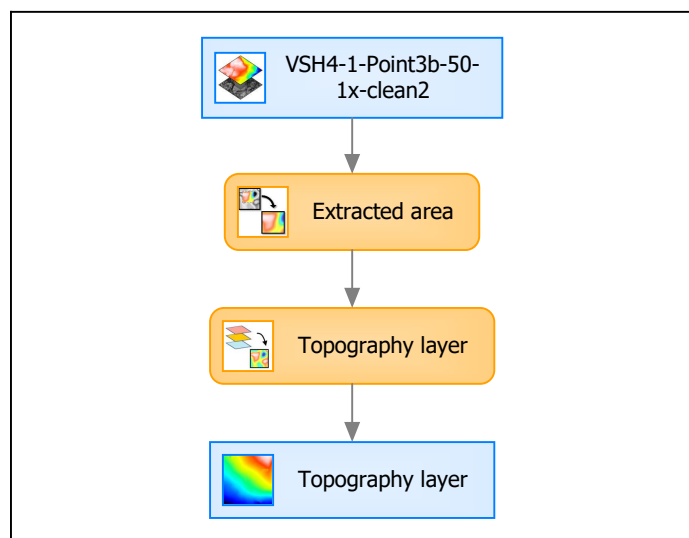 VSH4-1-Point3b-50-
1x-clean2
Extracted area
Topography layer
Topography layer